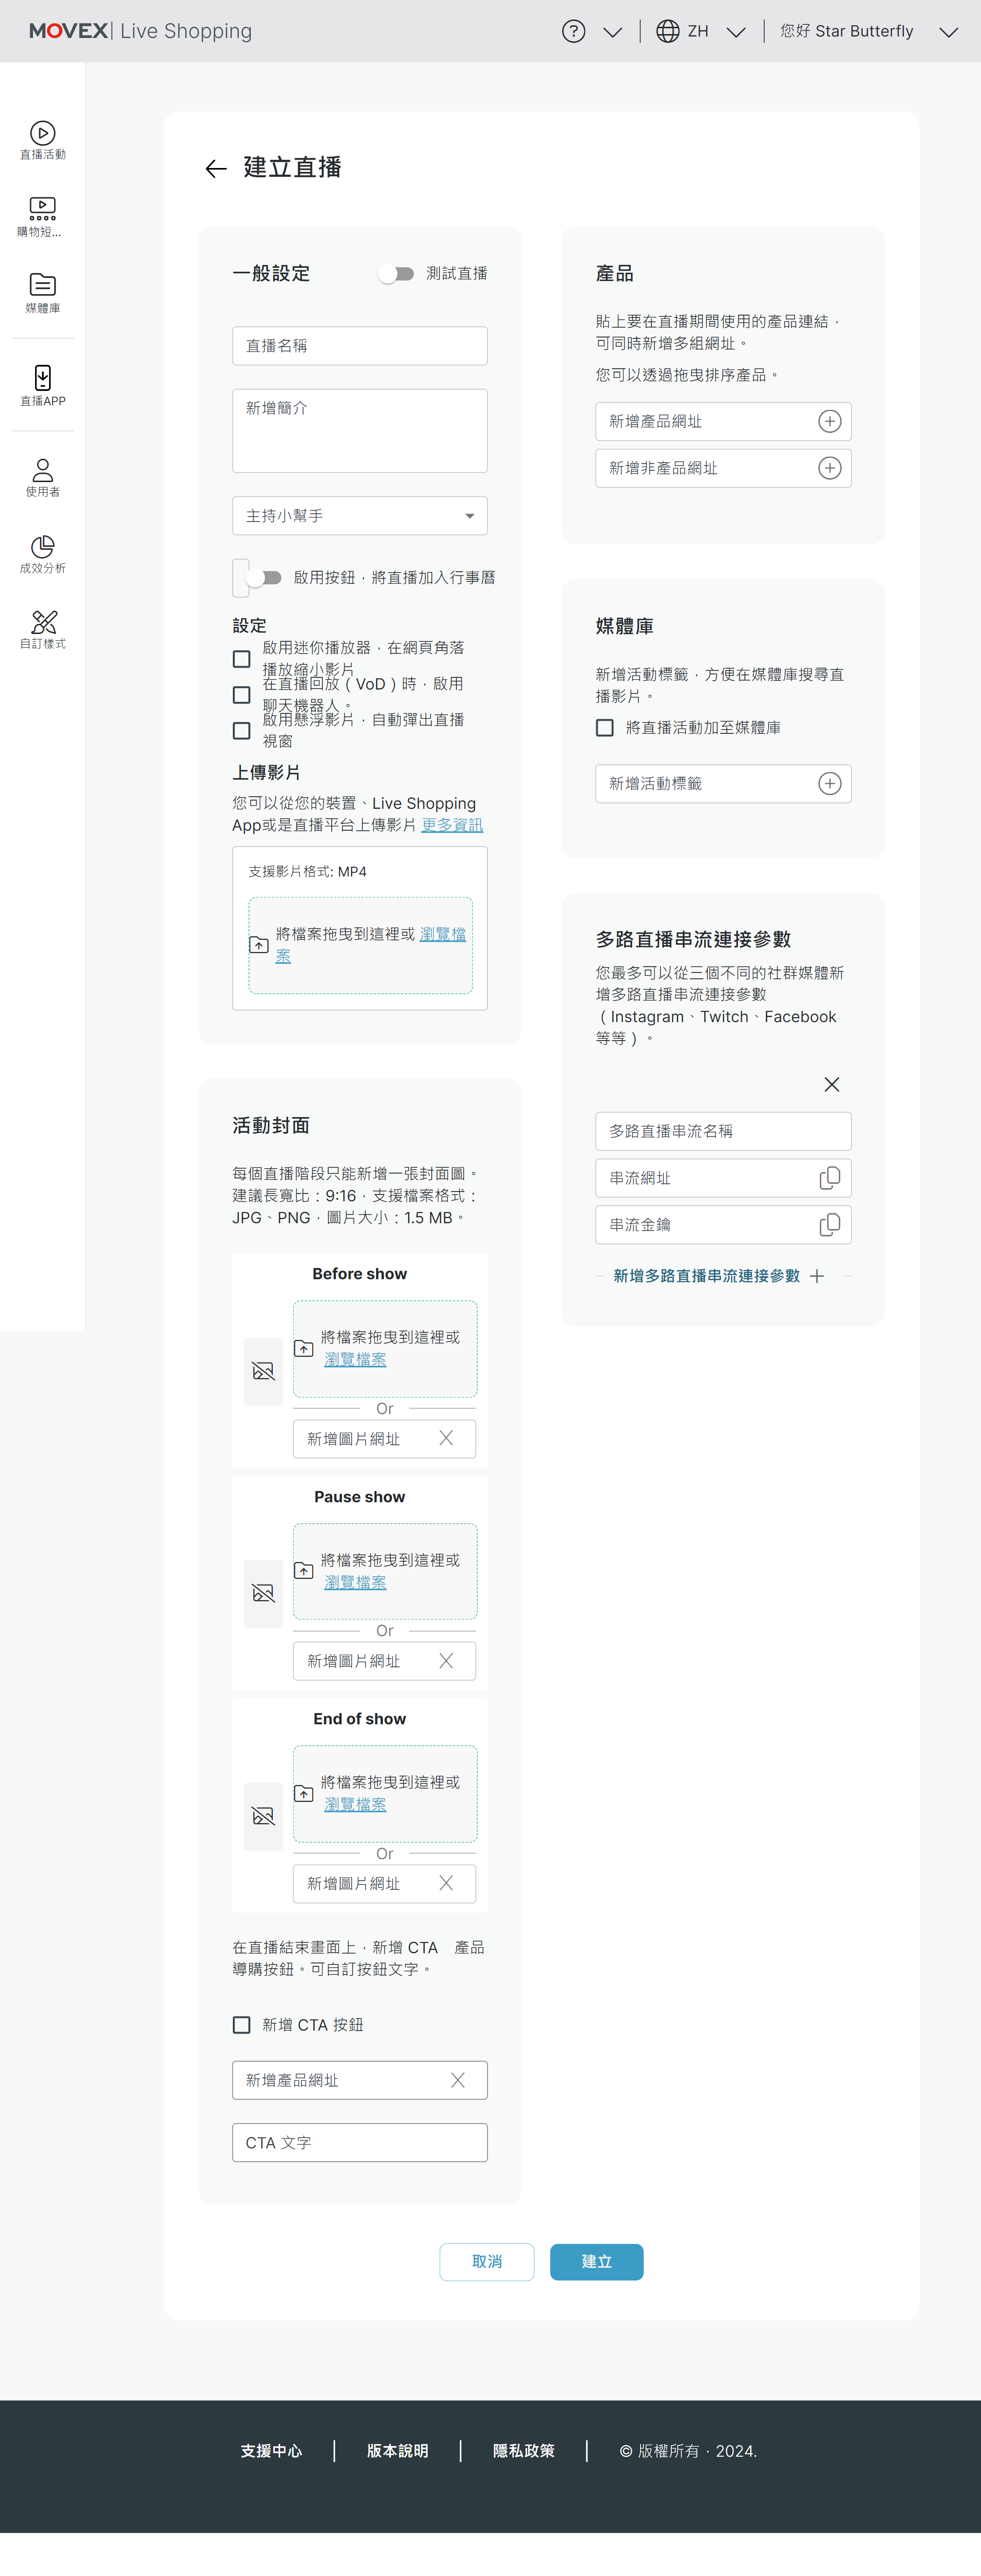 MOVEX | Live Shopping
?
ZH
您好 Star Butterfly
直播活動
購物短...
媒體庫
直播APP
使用者
成效分析
自訂樣式
建立直播
一般設定
測試直播
直播名稱
新增簡介
主持小幫手
啟用按鈕，將直播加入行事曆
設定
啟用迷你播放器，在網頁角落
播放縮小影片
在直播回放（VoD）時，啟用
聊天機器人。
啟用懸浮影片，自動彈出直播
視窗
上傳影片
您可以從您的裝置、Live Shopping
App或是直播平台上傳影片 更多資訊
支援影片格式: MP4
將檔案拖曳到這裡或 瀏覽檔
案
活動封面
每個直播階段只能新增一張封面圖。
建議長寬比：9:16，支援檔案格式：
JPG、PNG，圖片大小：1.5 MB。
Before show
將檔案拖曳到這裡或
瀏覽檔案
Or
新增圖片網址
Pause show
將檔案拖曳到這裡或
瀏覽檔案
Or
新增圖片網址
End of show
將檔案拖曳到這裡或
瀏覽檔案
Or
新增圖片網址
在直播結束畫面上，新增 CTA　產品
導購按鈕。可自訂按鈕文字。
新增 CTA 按鈕
新增產品網址
CTA 文字
產品
貼上要在直播期間使用的產品連結，
可同時新增多組網址。
您可以透過拖曳排序產品。
新增產品網址
新增非產品網址
媒體庫
新增活動標籤，方便在媒體庫搜尋直
播影片。
將直播活動加至媒體庫
新增活動標籤
多路直播串流連接參數
您最多可以從三個不同的社群媒體新
增多路直播串流連接參數
（Instagram、Twitch、Facebook
等等）。
多路直播串流名稱
串流網址
串流金鑰
新增多路直播串流連接參數
取消
建立
支援中心
版本說明
隱私政策
© 版權所有，2024.